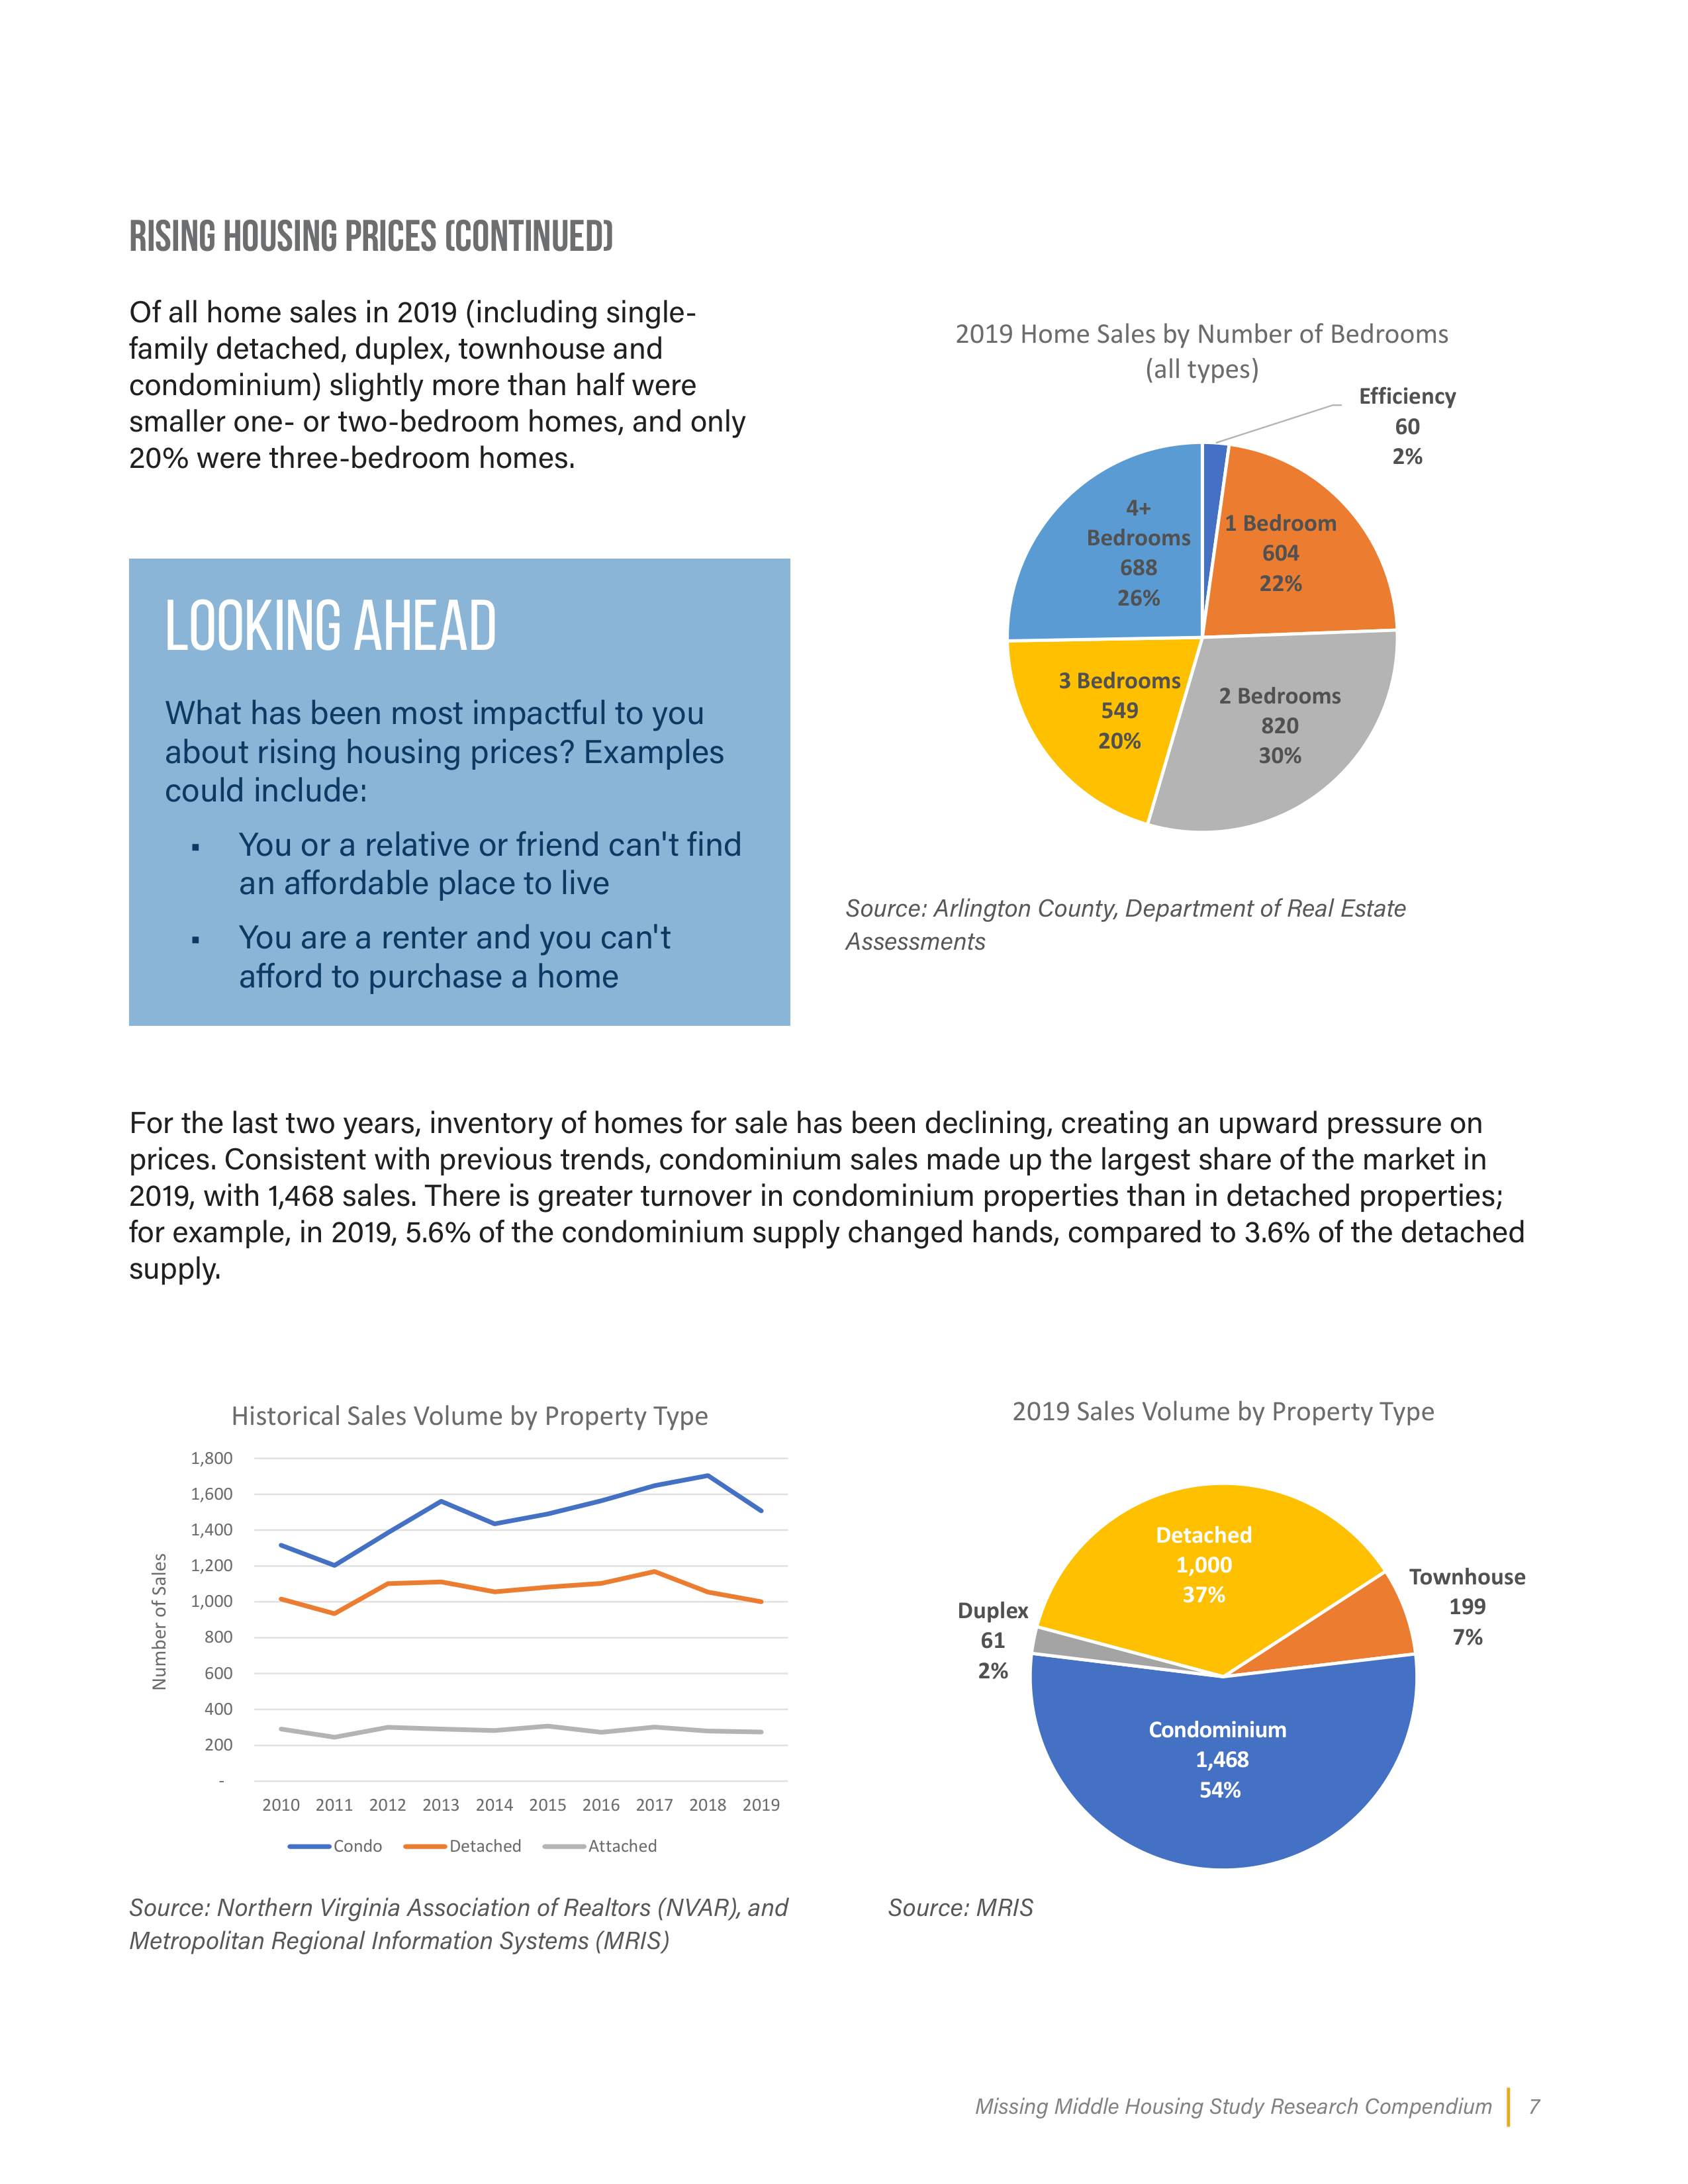 RISING HOUSING PRICES (CONTINUED)
Of all home sales in 2019 (including single-
family detached, duplex, townhouse and
condominium) slightly more than half were
smaller one- or two-bedroom homes, and only
20% were three-bedroom homes.
LOOKING AHEAD
What has been most impactful to you
about rising housing prices? Examples
could include:
▪ You or a relative or friend can't find
an affordable place to live
▪ You are a renter and you can't
afford to purchase a home
2019 Home Sales by Number of Bedrooms
(all types)
Efficiency
60
2%
1 Bedroom
604
22%
2 Bedrooms
820
30%
3 Bedrooms
549
20%
4+
Bedrooms
688
26%
Source: Arlington County, Department of Real Estate
Assessments
For the last two years, inventory of homes for sale has been declining, creating an upward pressure on
prices. Consistent with previous trends, condominium sales made up the largest share of the market in
2019, with 1,468 sales. There is greater turnover in condominium properties than in detached properties;
for example, in 2019, 5.6% of the condominium supply changed hands, compared to 3.6% of the detached
supply.
Historical Sales Volume by Property Type
Number of Sales
1,800
1,600
1,400
1,200
1,000
800
600
400
200
-
2010 2011 2012 2013 2014 2015 2016 2017 2018 2019
Condo Detached Attached
Source: Northern Virginia Association of Realtors (NVAR), and
Metropolitan Regional Information Systems (MRIS)
2019 Sales Volume by Property Type
Detached
1,000
37%
Townhouse
199
7%
Duplex
61
2%
Condominium
1,468
54%
Source: MRIS
Missing Middle Housing Study Research Compendium 7